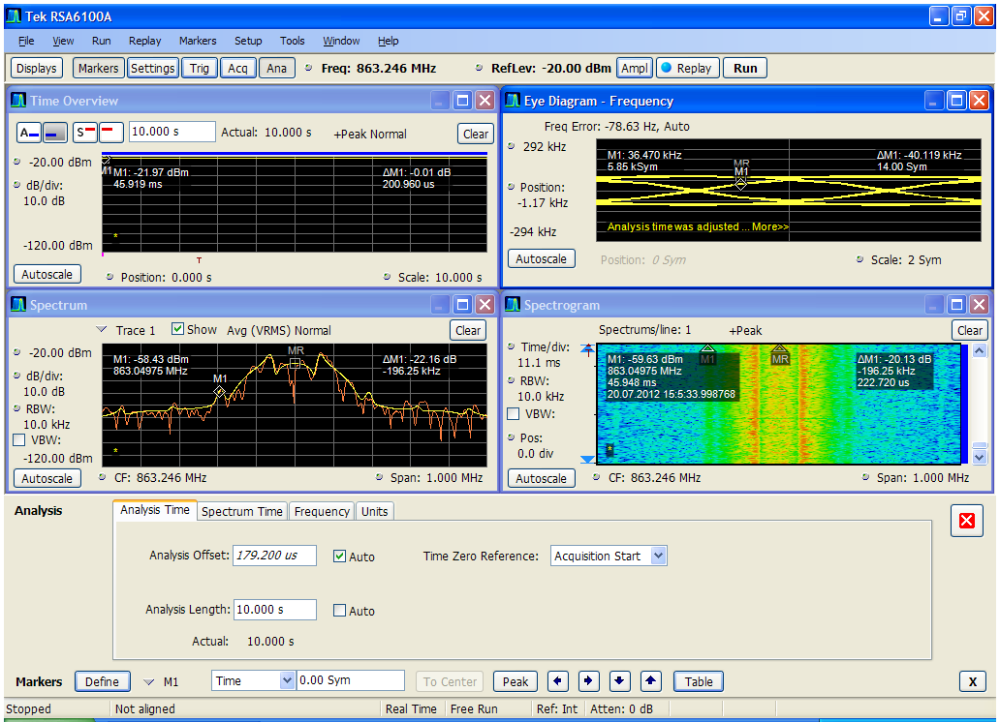 Tek RSA6100A
File View Run Replay Markers Setup Tools Window Help
Displays Markers Settings Trig Acq Ana Freq: 863.246 MHz RefLev: -20.00 dBm Ampl Replay Run
Time Overview
A S 10.000 s Actual: 10.000 s +Peak Normal Clear
-20.00 dBm
dB/div:
10.0 dB
-120.00 dBm
M1
M1: -21.97 dBm
45.919 ms
ΔM1: -0.01 dB
200.960 us
*
T
Autoscale Position: 0.000 s Scale: 10.000 s
Eye Diagram - Frequency
Freq Error: -78.63 Hz, Auto
292 kHz
Position:
-1.17 kHz
-294 kHz
M1: 36.470 kHz
5.85 kSym
MR
M1
ΔM1: -40.119 kHz
14.00 Sym
Analysis time was adjusted ... More>>
Autoscale Position: 0 Sym Scale: 2 Sym
Spectrum
Trace 1 Show Avg (VRMS) Normal Clear
-20.00 dBm
dB/div:
10.0 dB
RBW:
10.0 kHz
VBW:
-120.00 dBm
M1: -58.43 dBm
863.04975 MHz
M1
MR
ΔM1: -22.16 dB
-196.25 kHz
*
Autoscale CF: 863.246 MHz Span: 1.000 MHz
Spectrogram
Spectrums/line: 1 +Peak Clear
Time/div:
11.1 ms
RBW:
10.0 kHz
VBW:
Pos:
0.0 div
M1: -59.63 dBm
863.04975 MHz
45.948 ms
20.07.2012 15:5:33.998768
M1
MR
ΔM1: -20.13 dB
-196.25 kHz
222.720 us
*
Autoscale CF: 863.246 MHz Span: 1.000 MHz
Analysis
Analysis Time Spectrum Time Frequency Units
Analysis Offset: 179.200 us Auto Time Zero Reference: Acquisition Start
Analysis Length: 10.000 s Auto
Actual: 10.000 s
Markers Define M1 Time 0.00 Sym To Center Peak Table X
Stopped Not aligned Real Time Free Run Ref: Int Atten: 0 dB